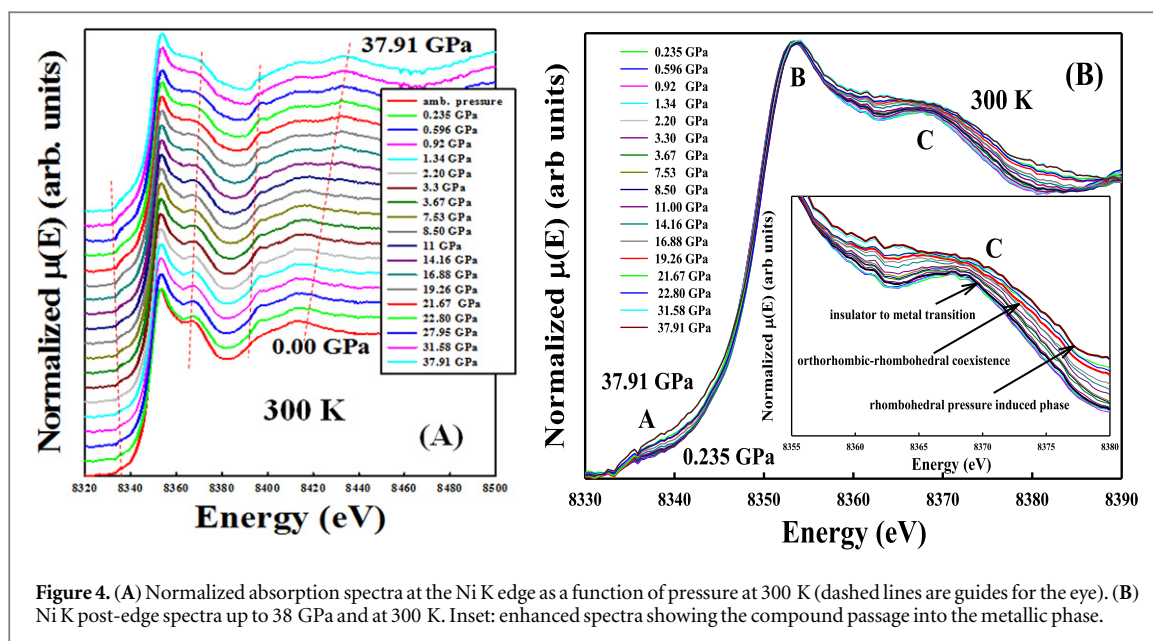 Normalized μ(E) (arb. units)
37.91 GPa
amb. pressure
0.235 GPa
0.596 GPa
0.92 GPa
1.34 GPa
2.20 GPa
3.3 GPa
3.67 GPa
7.53 GPa
8.50 GPa
11 GPa
14.16 GPa
16.88 GPa
19.26 GPa
21.67 GPa
22.80 GPa
27.95 GPa
31.58 GPa
37.91 GPa
0.00 GPa
300 K
(A)
8320 8340 8360 8380 8400 8420 8440 8460 8480 8500
Energy (eV)
Normalized μ(E) (arb units)
0.235 GPa
0.596 GPa
0.92 GPa
1.34 GPa
2.20 GPa
3.30 GPa
3.67 GPa
7.53 GPa
8.50 GPa
11.00 GPa
14.16 GPa
16.88 GPa
19.26 GPa
21.67 GPa
22.80 GPa
31.58 GPa
37.91 GPa
B
(B)
300 K
C
37.91 GPa
A
0.235 GPa
Normalized μ(E) (arb units)
C
insulator to metal transition
orthorhombic-rhombohedral coexistence
rhombohedral pressure induced phase
8355 8360 8365 8370 8375 8380
Energy (eV)
8330 8340 8350 8360 8370 8380 8390
Energy (eV)
Figure 4. (A) Normalized absorption spectra at the Ni K edge as a function of pressure at 300 K (dashed lines are guides for the eye). (B)
Ni K post-edge spectra up to 38 GPa and at 300 K. Inset: enhanced spectra showing the compound passage into the metallic phase.